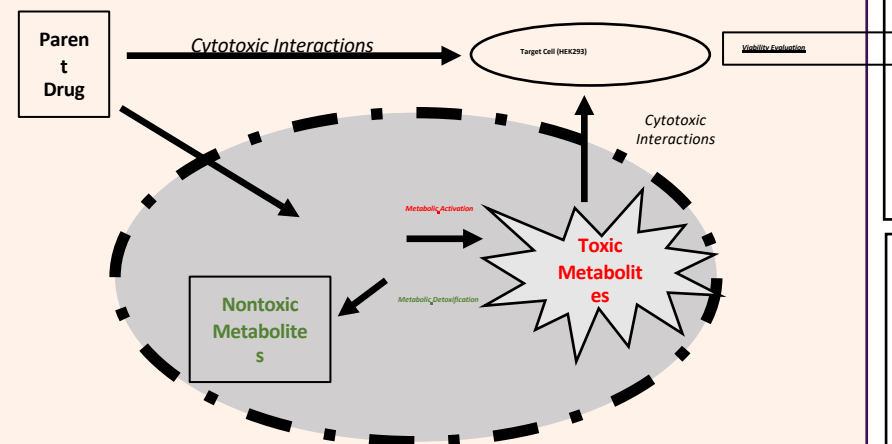 Paren
t
Drug
Cytotoxic Interactions
Target Cell (HEK293)
Viability Evaluation
Cytotoxic
Interactions
Metabolic Activation
Toxic
Metabolit
es
Metabolic Detoxification
Nontoxic
Metabolite
s